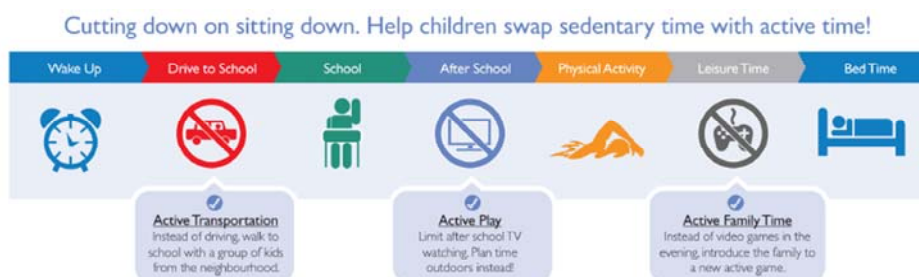 Cutting down on sitting down. Help children swap sedentary time with active time!
Wake Up
Drive to School
School
After School
Physical Activity
Leisure Time
Bed Time
Active Transportation
Instead of driving, walk to
school with a group of kids
from the neighbourhood.
Active Play
Limit after school TV
watching. Plan time
outdoors instead!
Active Family Time
Instead of video games in the
evening, introduce the family to
a new active game.